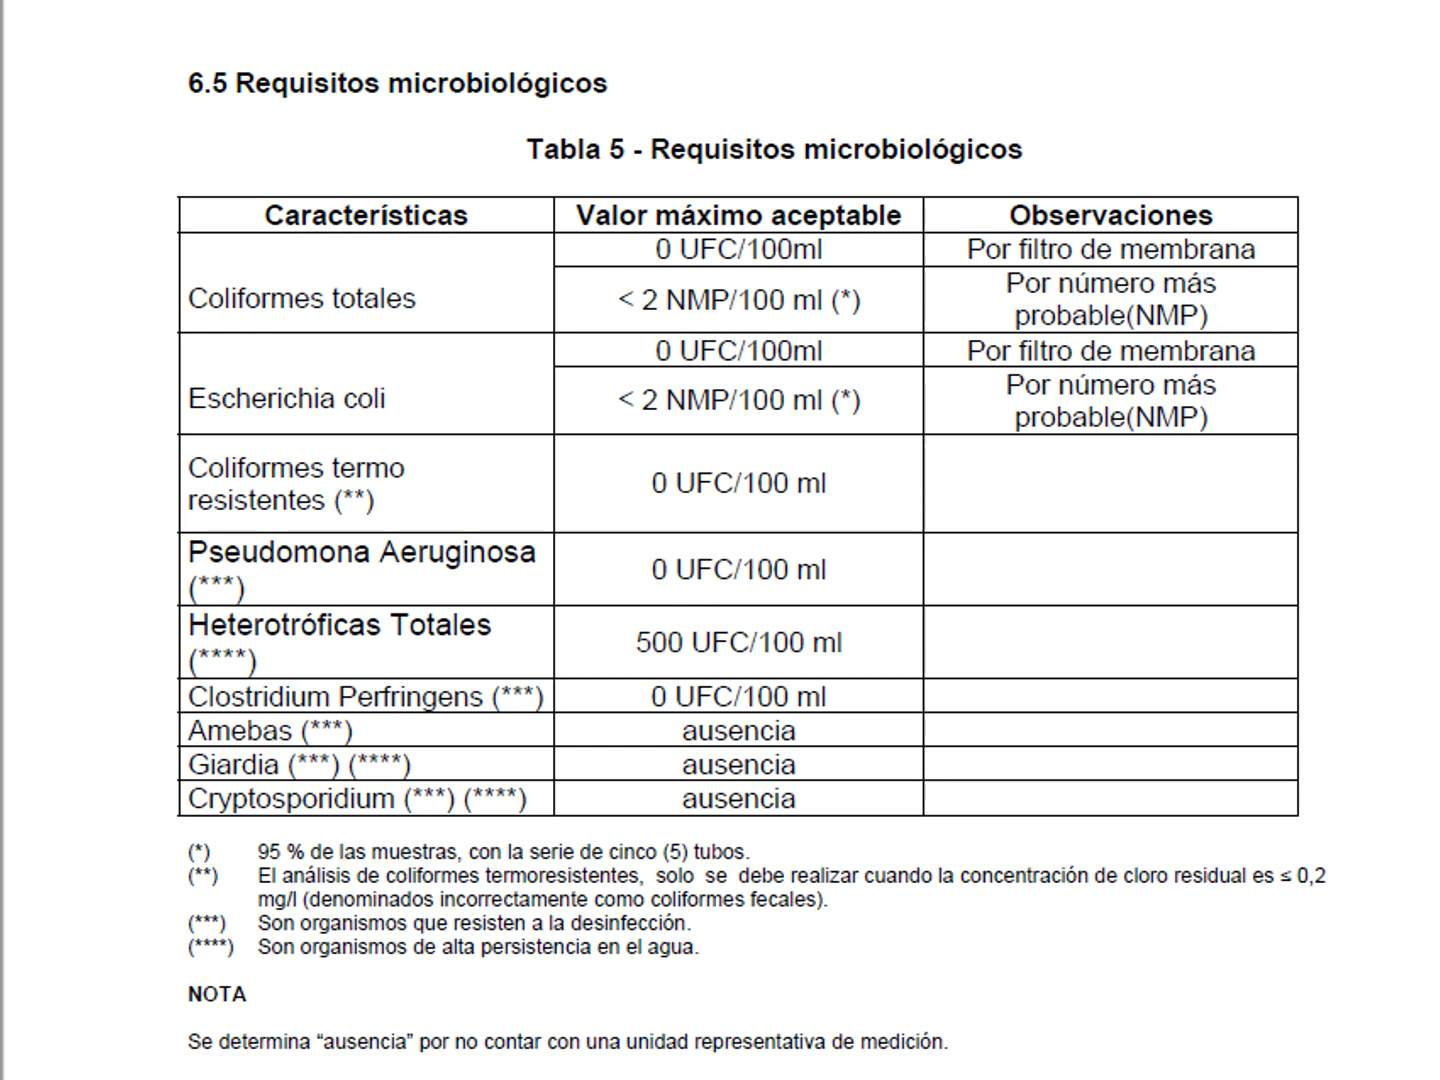 6.5 Requisitos microbiológicos
Tabla 5 - Requisitos microbiológicos
Características Valor máximo aceptable Observaciones
0 UFC/100ml Por filtro de membrana
Coliformes totales < 2 NMP/100 ml (*) Por número más
probable(NMP)
0 UFC/100ml Por filtro de membrana
Escherichia coli < 2 NMP/100 ml (*) Por número más
probable(NMP)
Coliformes termo
resistentes (**) 0 UFC/100 ml
Pseudomona Aeruginosa
(***) 0 UFC/100 ml
Heterotróficas Totales
(****) 500 UFC/100 ml
Clostridium Perfringens (***) 0 UFC/100 ml
Amebas (***) ausencia
Giardia (***) (****) ausencia
Cryptosporidium (***) (****) ausencia
(*) 95 % de las muestras, con la serie de cinco (5) tubos.
(**) El análisis de coliformes termoresistentes, solo se debe realizar cuando la concentración de cloro residual es ≤ 0,2
mg/l (denominados incorrectamente como coliformes fecales).
(***) Son organismos que resisten a la desinfección.
(****) Son organismos de alta persistencia en el agua.
NOTA
Se determina “ausencia” por no contar con una unidad representativa de medición.